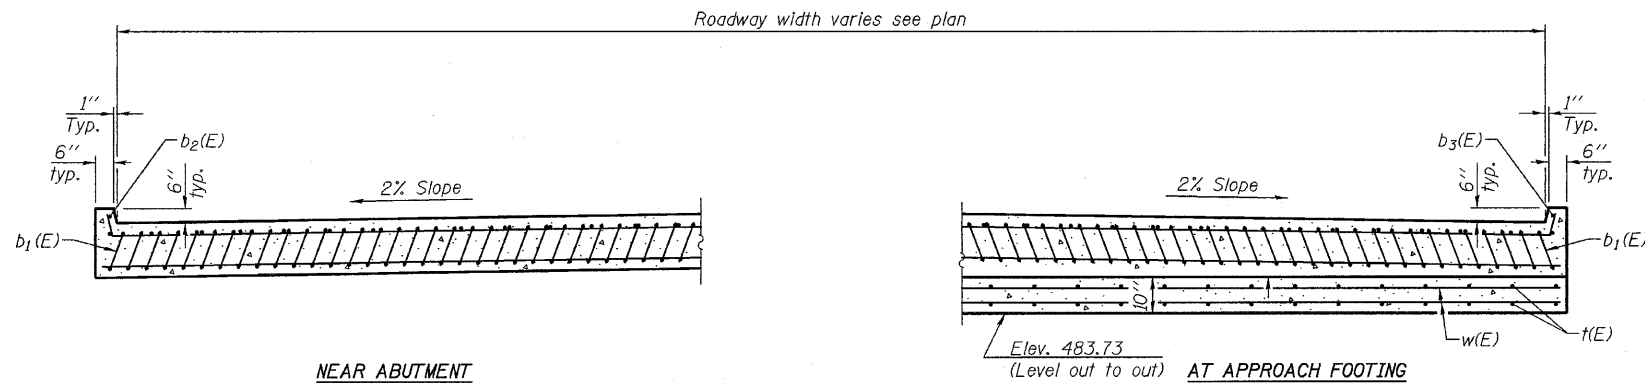 Roadway width varies see plan
1"
Typ.
b2(E)
6"
typ.
6"
typ.
2% Slope
b1(E)
NEAR ABUTMENT
1"
Typ.
b3(E)
6"
typ.
6"
typ.
2% Slope
b1(E)
10"
t(E)
w(E)
Elev. 483.73
(Level out to out)
AT APPROACH FOOTING